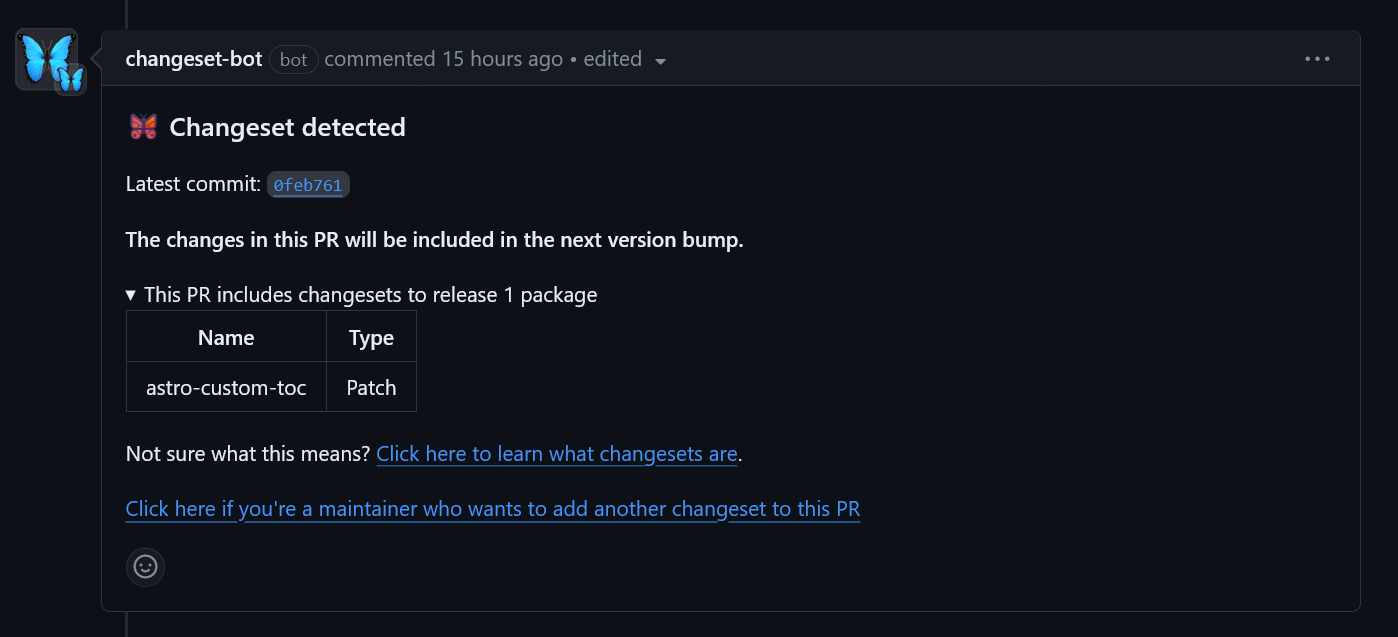 changeset-bot bot commented 15 hours ago • edited
Changeset detected
Latest commit: 0feb761
The changes in this PR will be included in the next version bump.
▼ This PR includes changesets to release 1 package
Name Type
astro-custom-toc Patch
Not sure what this means? Click here to learn what changesets are.
Click here if you're a maintainer who wants to add another changeset to this PR